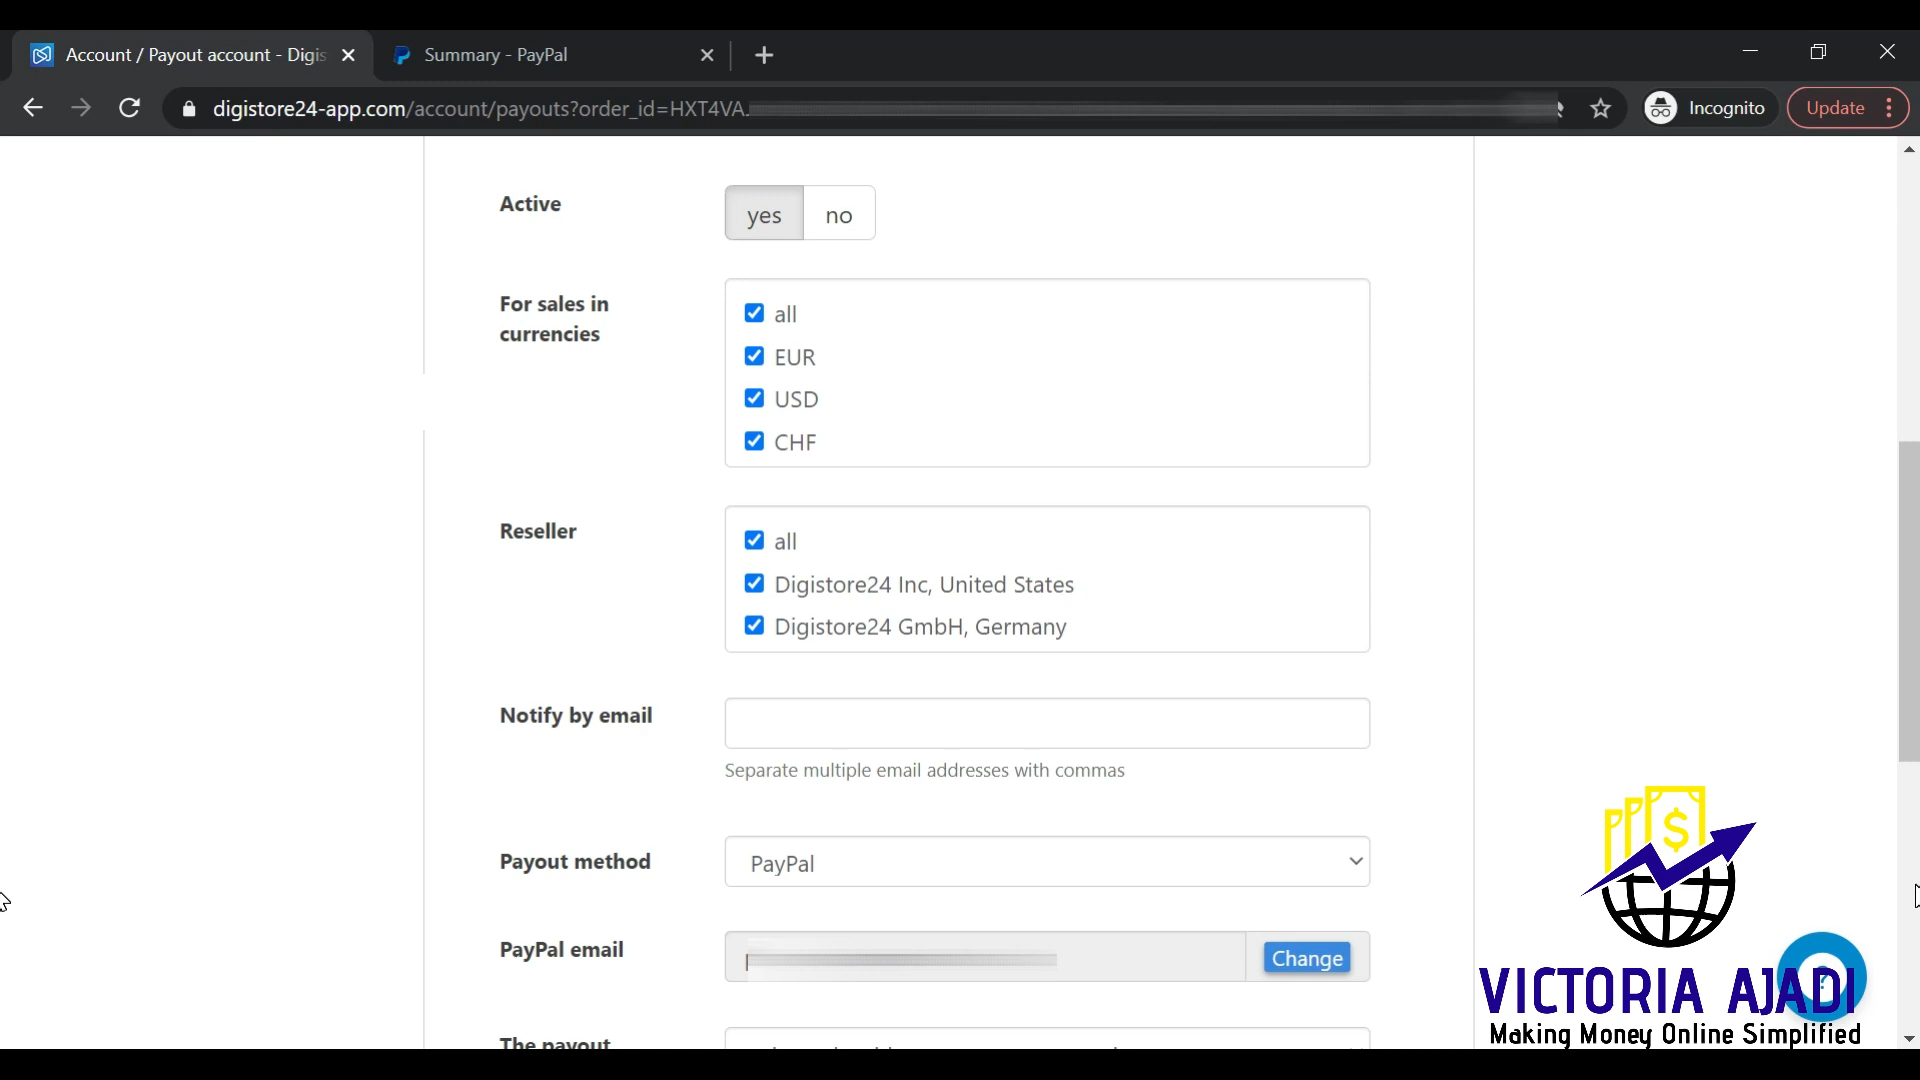 Account / Payout account - Digis
Summary - PayPal
digistore24-app.com/account/payouts?order_id=HXT4VA
Incognito
Update
Active
yes
no
For sales in
currencies
all
EUR
USD
CHF
Reseller
all
Digistore24 Inc, United States
Digistore24 GmbH, Germany
Notify by email
Separate multiple email addresses with commas
Payout method
PayPal
PayPal email
Change
$
?
VICTORIA AJADI
Making Money Online Simplified
The payout